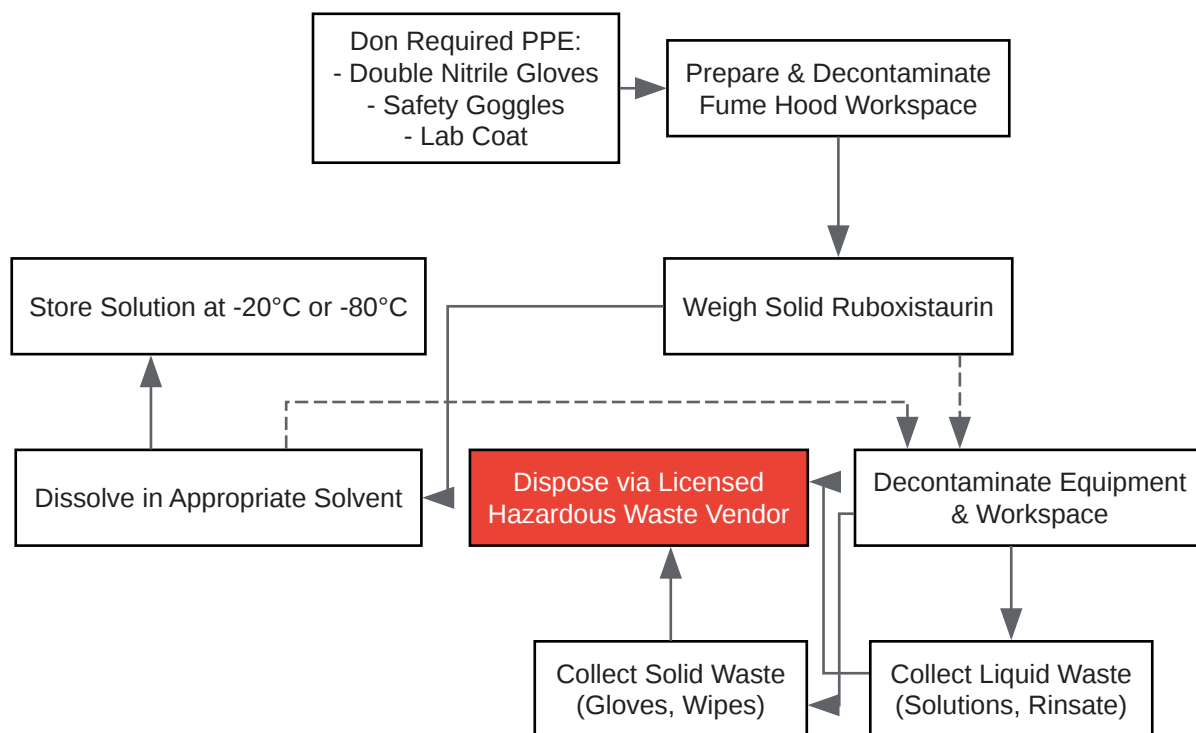 Don Required PPE:
- Double Nitrile Gloves
- Safety Goggles
- Lab Coat
Prepare & Decontaminate
Fume Hood Workspace
Store Solution at -20°C or -80°C
Weigh Solid Ruboxistaurin
Dissolve in Appropriate Solvent
Dispose via Licensed
Hazardous Waste Vendor
Decontaminate Equipment
& Workspace
Collect Solid Waste
(Gloves, Wipes)
Collect Liquid Waste
(Solutions, Rinsate)